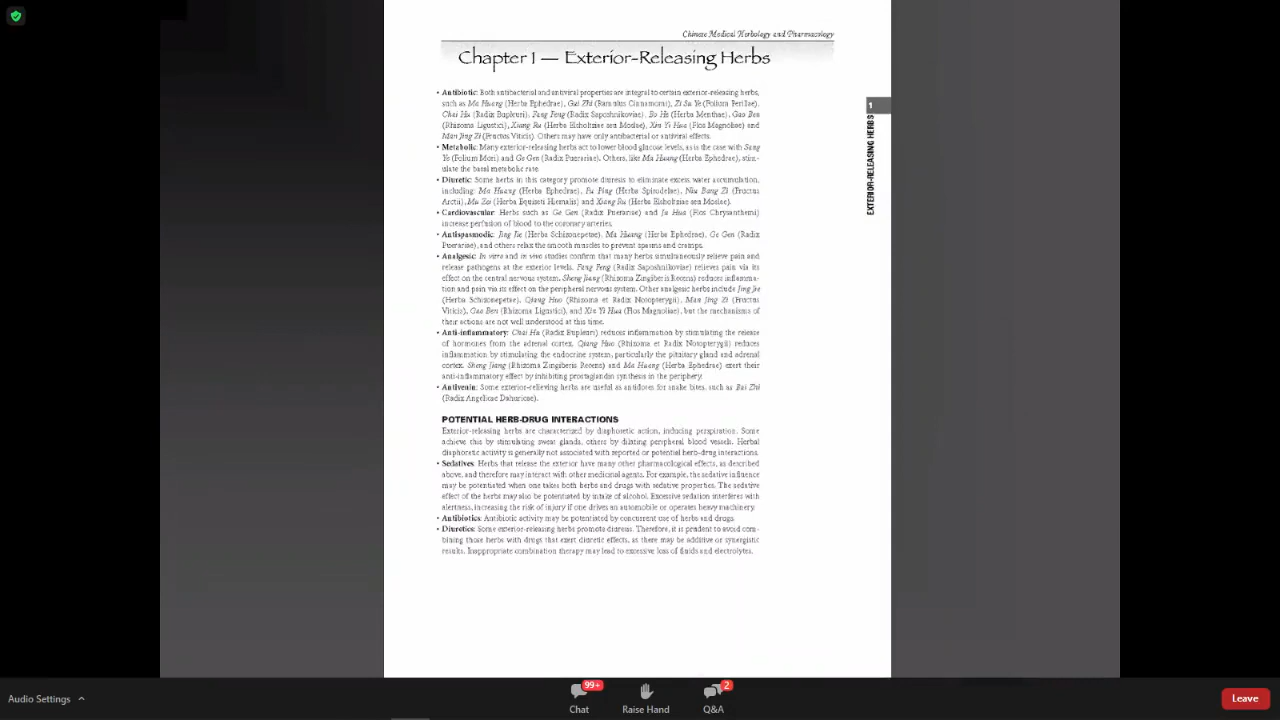 Chinese Medical Herbology and Pharmacology
Chapter 1 — Exterior-Releasing Herbs
• Antibiotic: Both antibacterial and antiviral properties are integral to certain exterior-releasing herbs,
such as Ma Huang (Herba Ephedrae), Gui Zhi (Ramulus Cinnamomi), Zi Su Ye (Folium Perillae),
Chai Hu (Radix Bupleuri), Fang Feng (Radix Saposhnikoviae), Bo He (Herba Menthae), Gao Ben
(Rhizoma Ligustici), Xiang Ru (Herba Elsholtziae seu Moslae), Xin Yi Hua (Flos Magnoliae) and
Man Jing Zi (Fructus Viticis). Others may have only antibacterial or antiviral effects.
• Metabolic: Many exterior-releasing herbs act to lower blood glucose levels, as is the case with Sang
Ye (Folium Mori) and Ge Gen (Radix Puerariae). Others, like Ma Huang (Herba Ephedrae), stim-
ulate the basal metabolic rate.
• Diuretic: Some herbs in this category promote diuresis to eliminate excess water accumulation,
including: Ma Huang (Herba Ephedrae), Fu Ping (Herba Spirodelae), Niu Bang Zi (Fructus
Arctii), Mu Zei (Herba Equiseti Hiemalis) and Xiang Ru (Herba Elsholtziae seu Moslae).
• Cardiovascular: Herbs such as Ge Gen (Radix Puerariae) and Ju Hua (Flos Chrysanthemi)
increase perfusion of blood to the coronary arteries.
• Antispasmodic: Jing Jie (Herba Schizonepetae), Ma Huang (Herba Ephedrae), Ge Gen (Radix
Puerariae), and others relax the smooth muscles to prevent spasms and cramps.
• Analgesic: In vitro and in vivo studies confirm that many herbs simultaneously relieve pain and
release pathogens at the exterior levels. Fang Feng (Radix Saposhnikoviae) relieves pain via its
effect on the central nervous system. Sheng Jiang (Rhizoma Zingiberis Recens) reduces inflamma-
tion and pain via its effect on the peripheral nervous system. Other analgesic herbs include Jing Jie
(Herba Schizonepetae), Qiang Huo (Rhizoma et Radix Notopterygii), Man Jing Zi (Fructus
Viticis), Gao Ben (Rhizoma Ligustici), and Xin Yi Hua (Flos Magnoliae), but the mechanisms of
their actions are not well understood at this time.
• Anti-inflammatory: Chai Hu (Radix Bupleuri) reduces inflammation by stimulating the release
of hormones from the adrenal cortex. Qiang Huo (Rhizoma et Radix Notopterygii) reduces
inflammation by stimulating the endocrine system, particularly the pituitary gland and adrenal
cortex. Sheng Jiang (Rhizoma Zingiberis Recens) and Ma Huang (Herba Ephedrae) exert their
anti-inflammatory effect by inhibiting prostaglandin synthesis in the periphery.
• Antivenin: Some exterior-relieving herbs are useful as antidotes for snake bites, such as Bai Zhi
(Radix Angelicae Dahuricae).
POTENTIAL HERB-DRUG INTERACTIONS
Exterior-releasing herbs are characterized by diaphoretic action, inducing perspiration. Some
achieve this by stimulating sweat glands, others by dilating peripheral blood vessels. Herbal
diaphoretic activity is generally not associated with reported or potential herb-drug interactions.
• Sedatives: Herbs that release the exterior have many other pharmacological effects, as described
above, and therefore may interact with other medicinal agents. For example, the sedative influence
may be potentiated when one takes both herbs and drugs with sedative properties. The sedative
effect of the herbs may also be potentiated by intake of alcohol. Excessive sedation interferes with
alertness, increasing the risk of injury if one drives an automobile or operates heavy machinery.
• Antibiotics: Antibiotic activity may be potentiated by concurrent use of herbs and drugs.
• Diuretics: Some exterior-releasing herbs promote diuresis. Therefore, it is prudent to avoid com-
bining those herbs with drugs that exert diuretic effects, as there may be additive or synergistic
results. Inappropriate combination therapy may lead to excessive loss of fluids and electrolytes.
1
EXTERIOR-RELEASING HERBS
Audio Settings
99+
Chat
Raise Hand
2
Q&A
Leave